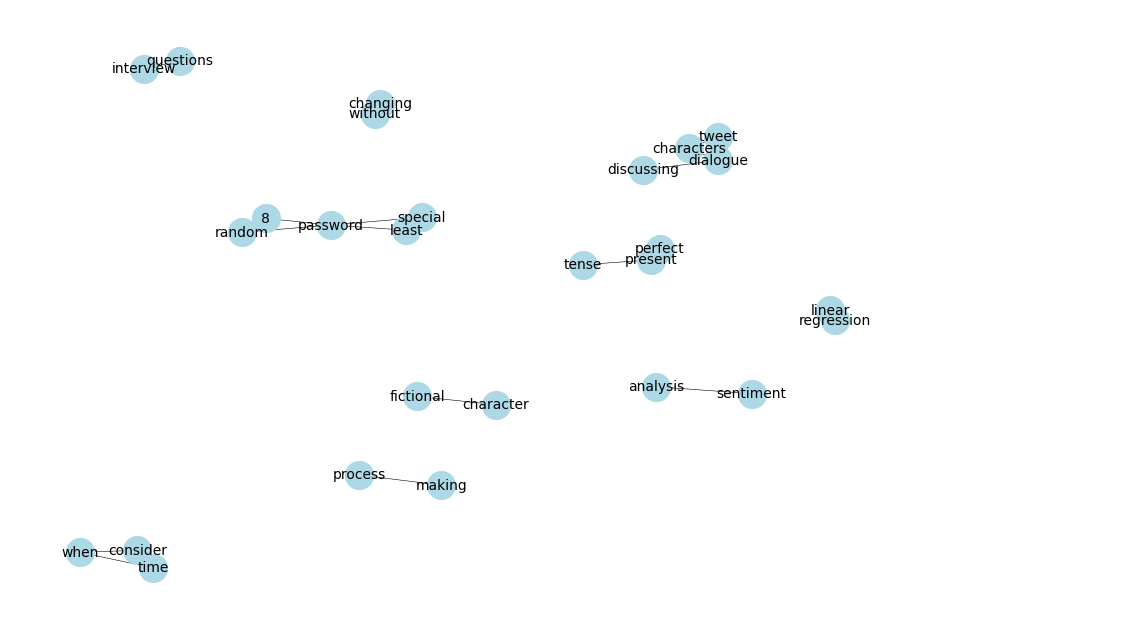 questions
interview
changing
without
tweet
characters
dialogue
discussing
8
special
password
least
random
perfect
present
tense
linear
regression
analysis
sentiment
fictional
character
process
making
when
consider
time